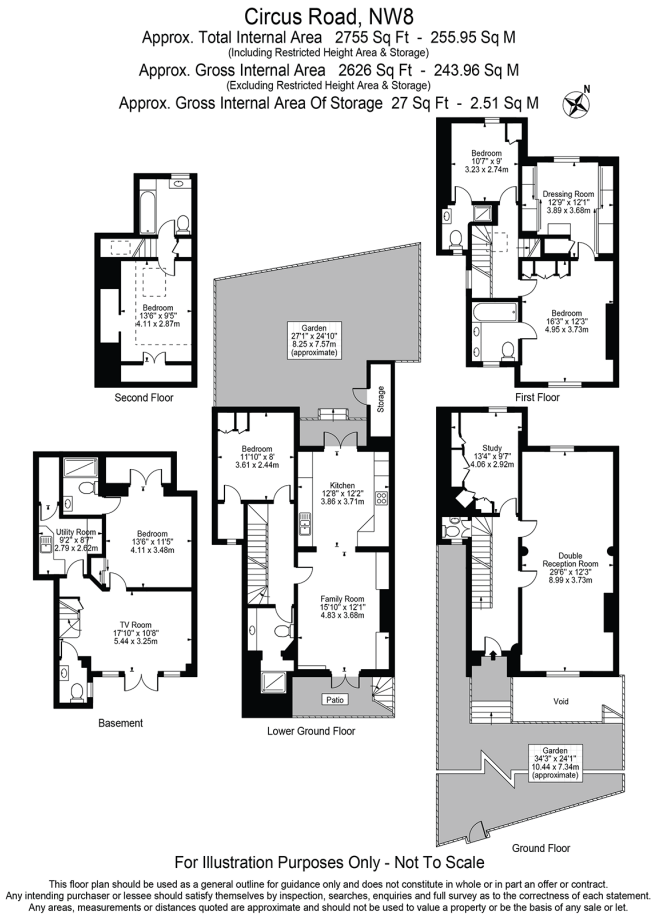 Circus Road, NW8
Approx. Total Internal Area 2755 Sq Ft - 255.95 Sq M
(Including Restricted Height Area & Storage)
Approx. Gross Internal Area 2626 Sq Ft - 243.96 Sq M
(Excluding Restricted Height Area & Storage)
Approx. Gross Internal Area Of Storage 27 Sq Ft - 2.51 Sq M
N
Bedroom
10'7" x 9'
3.23 x 2.74m
Dressing Room
12'9" x 12'1"
3.89 x 3.68m
Bedroom
16'3" x 12'3"
4.95 x 3.73m
First Floor
Bedroom
13'6" x 9'5"
4.11 x 2.87m
Second Floor
Garden
27'1" x 24'10"
8.25 x 7.57m
(approximate)
Storage
Bedroom
11'10" x 8'
3.61 x 2.44m
Kitchen
12'8" x 12'2"
3.86 x 3.71m
Family Room
15'10" x 12'1"
4.83 x 3.68m
Patio
Lower Ground Floor
Study
13'4" x 9'7"
4.06 x 2.92m
Double
Reception Room
29'6" x 12'3"
8.99 x 3.73m
Void
Garden
34'3" x 24'1"
10.44 x 7.34m
(approximate)
Ground Floor
Utility Room
9'2" x 8'7"
2.79 x 2.62m
Bedroom
13'6" x 11'5"
4.11 x 3.48m
TV Room
17'10" x 10'8"
5.44 x 3.25m
Basement
For Illustration Purposes Only - Not To Scale
This floor plan should be used as a general outline for guidance only and does not constitute in whole or in part an offer or contract.
Any intending purchaser or lessee should satisfy themselves by inspection, searches, enquiries and full survey as to the correctness of each statement.
Any areas, measurements or distances quoted are approximate and should not be used to value a property or be the basis of any sale or let.